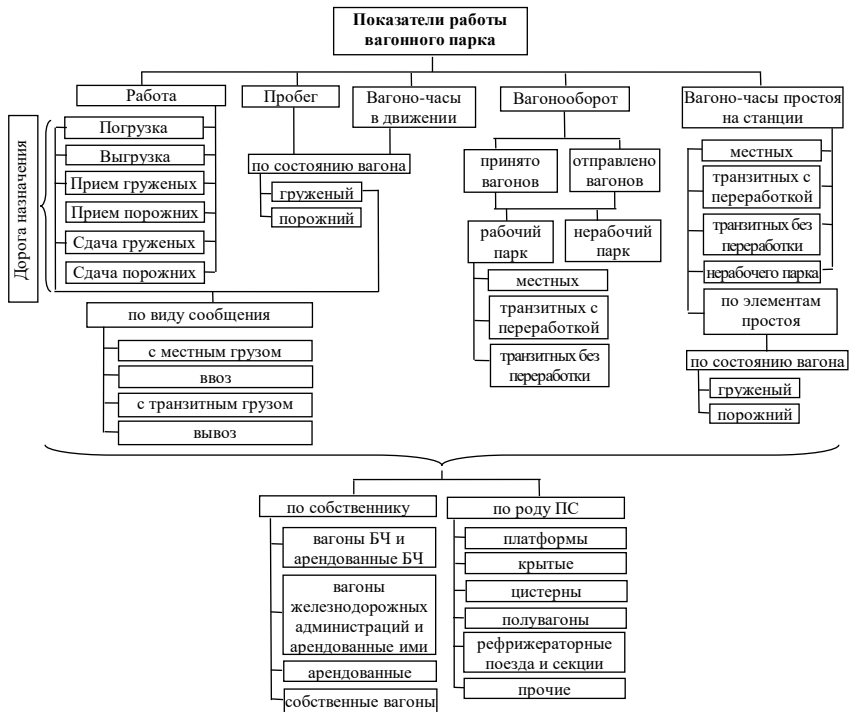 Показатели работы
вагонного парка
Работа
Погрузка
Выгрузка
Прием груженых
Прием порожних
Сдача груженых
Сдача порожних
Дорога назначения
Пробег
Вагоно-часы
в движении
по состоянию вагона
груженый
порожний
по виду сообщения
с местным грузом
ввоз
с транзитным грузом
вывоз
Вагонооборот
принято
вагонов
отправлено
вагонов
рабочий
парк
нерабочий
парк
местных
транзитных с
переработкой
транзитных без
переработки
Вагоно-часы простоя
на станции
местных
транзитных с
переработкой
транзитных без
переработки
нерабочего парка
по элементам
простоя
по состоянию вагона
груженый
порожний
по собственнику
вагоны БЧ и
арендованные БЧ
вагоны
железнодорожных
администраций и
арендованные ими
арендованные
собственные вагоны
по роду ПС
платформы
крытые
цистерны
полувагоны
рефрижераторные
поезда и секции
прочие